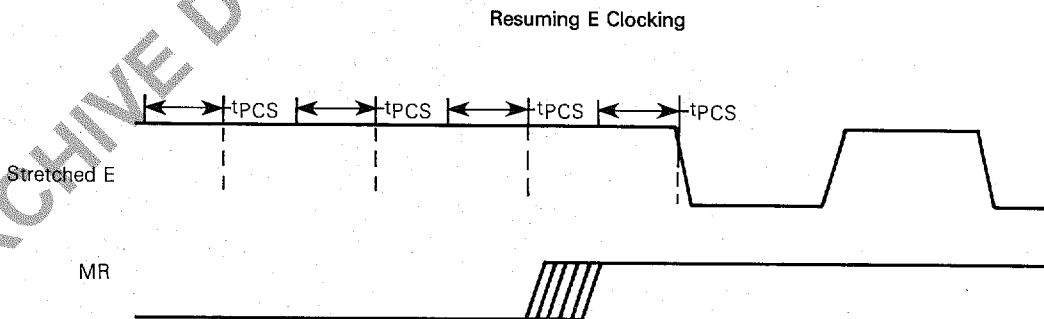 Resuming E Clocking
tPCS tPCS tPCS tPCS
Stretched E
MR